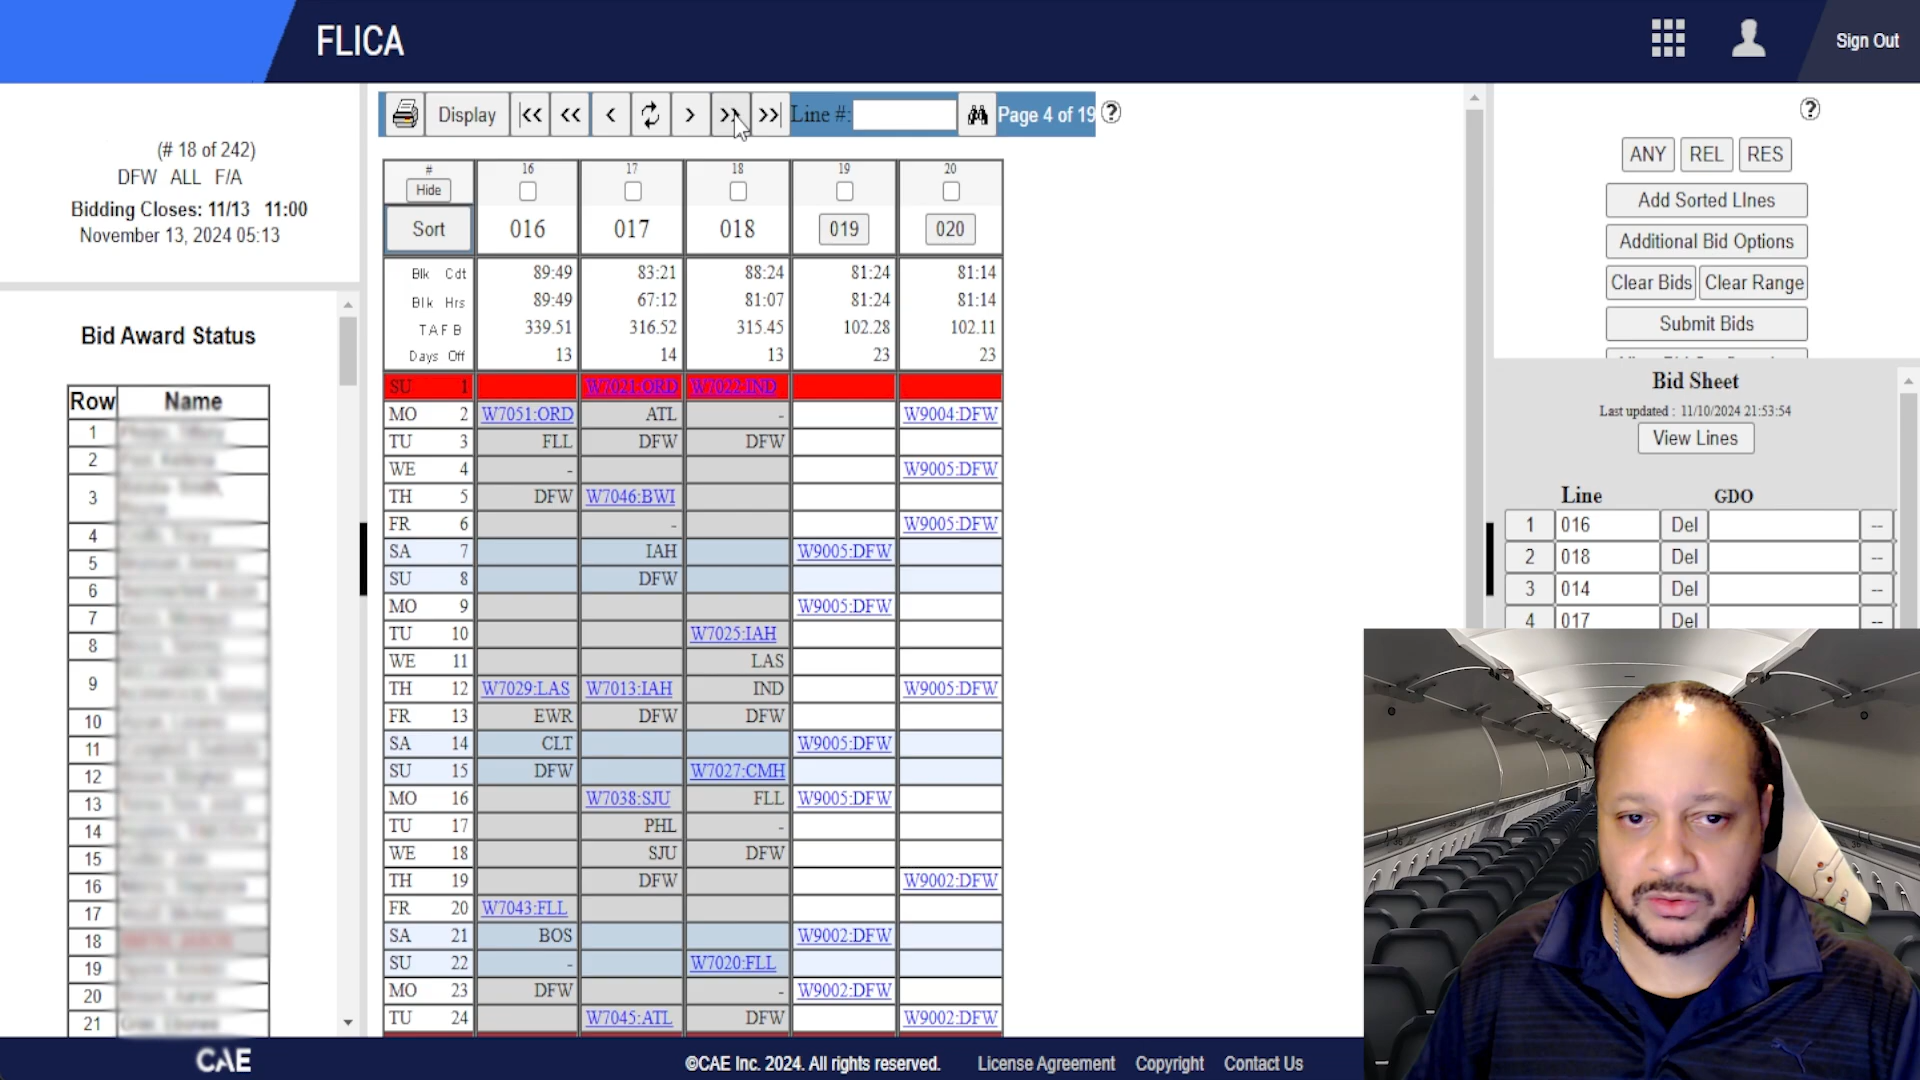 FLICA
Sign Out
(# 18 of 242)
DFW ALL F/A
Bidding Closes: 11/13 11:00
November 13, 2024 05:13
Bid Award Status
Row Name
1
2
3
4
5
6
7
8
9
10
11
12
13
14
15
16
17
18
19
20
21
Display |<< << < > >> >>| Line #: Page 4 of 19 ?
# 16 17 18 19 20
Hide
Sort 016 017 018 019 020
Blk Cdt 89:49 83:21 88:24 81:24 81:14
Blk Hrs 89:49 67:12 81:07 81:24 81:14
TAFB 339.51 316.52 315.45 102.28 102.11
Days Off 13 14 13 23 23
SU 1 W7021:ORD W7022:IND
MO 2 W7051:ORD ATL - W9004:DFW
TU 3 FLL DFW DFW
WE 4 - W9005:DFW
TH 5 DFW W7046:BWI
FR 6 - W9005:DFW
SA 7 IAH W9005:DFW
SU 8 DFW
MO 9 W9005:DFW
TU 10 W7025:IAH
WE 11 LAS
TH 12 W7029:LAS W7013:IAH IND W9005:DFW
FR 13 EWR DFW DFW
SA 14 CLT W9005:DFW
SU 15 DFW W7027:CMH
MO 16 W7038:SJU FLL W9005:DFW
TU 17 PHL -
WE 18 SJU DFW
TH 19 DFW W9002:DFW
FR 20 W7043:FLL
SA 21 BOS W9002:DFW
SU 22 - W7020:FLL
MO 23 DFW - W9002:DFW
TU 24 W7045:ATL DFW W9002:DFW
?
ANY REL RES
Add Sorted LInes
Additional Bid Options
Clear Bids Clear Range
Submit Bids
Bid Sheet
Last updated : 11/10/2024 21:53:54
View Lines
Line GDO
1 016 Del --
2 018 Del --
3 014 Del --
4 017 Del
CAE
©CAE Inc. 2024. All rights reserved. License Agreement Copyright Contact Us